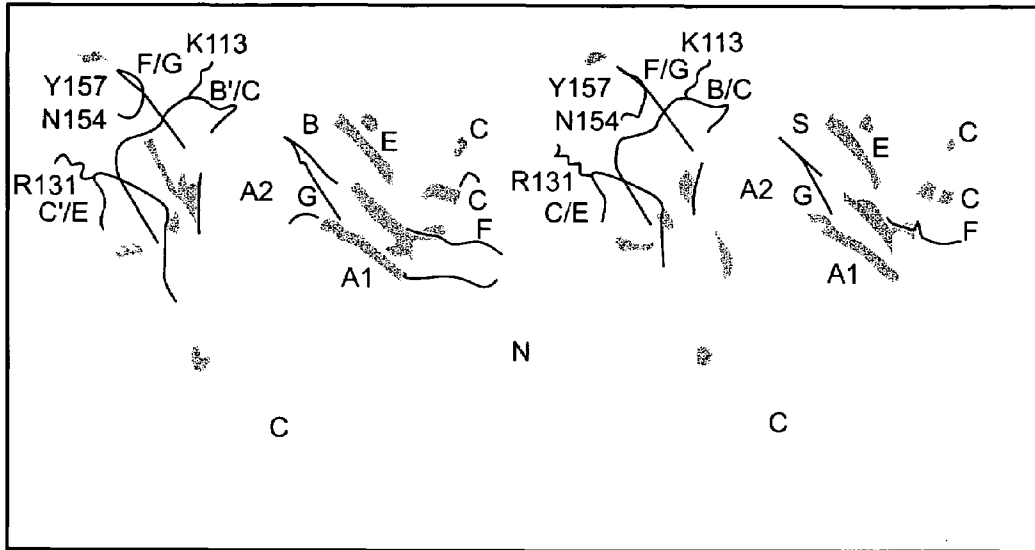 K113
F/G
Y157
B'/C
N154
B
E
C
R131
A2
C'/E
G
C
F
A1
N
C
K113
F/G
Y157
B/C
N154
S
E
C
R131
A2
C/E
G
C
F
A1
C